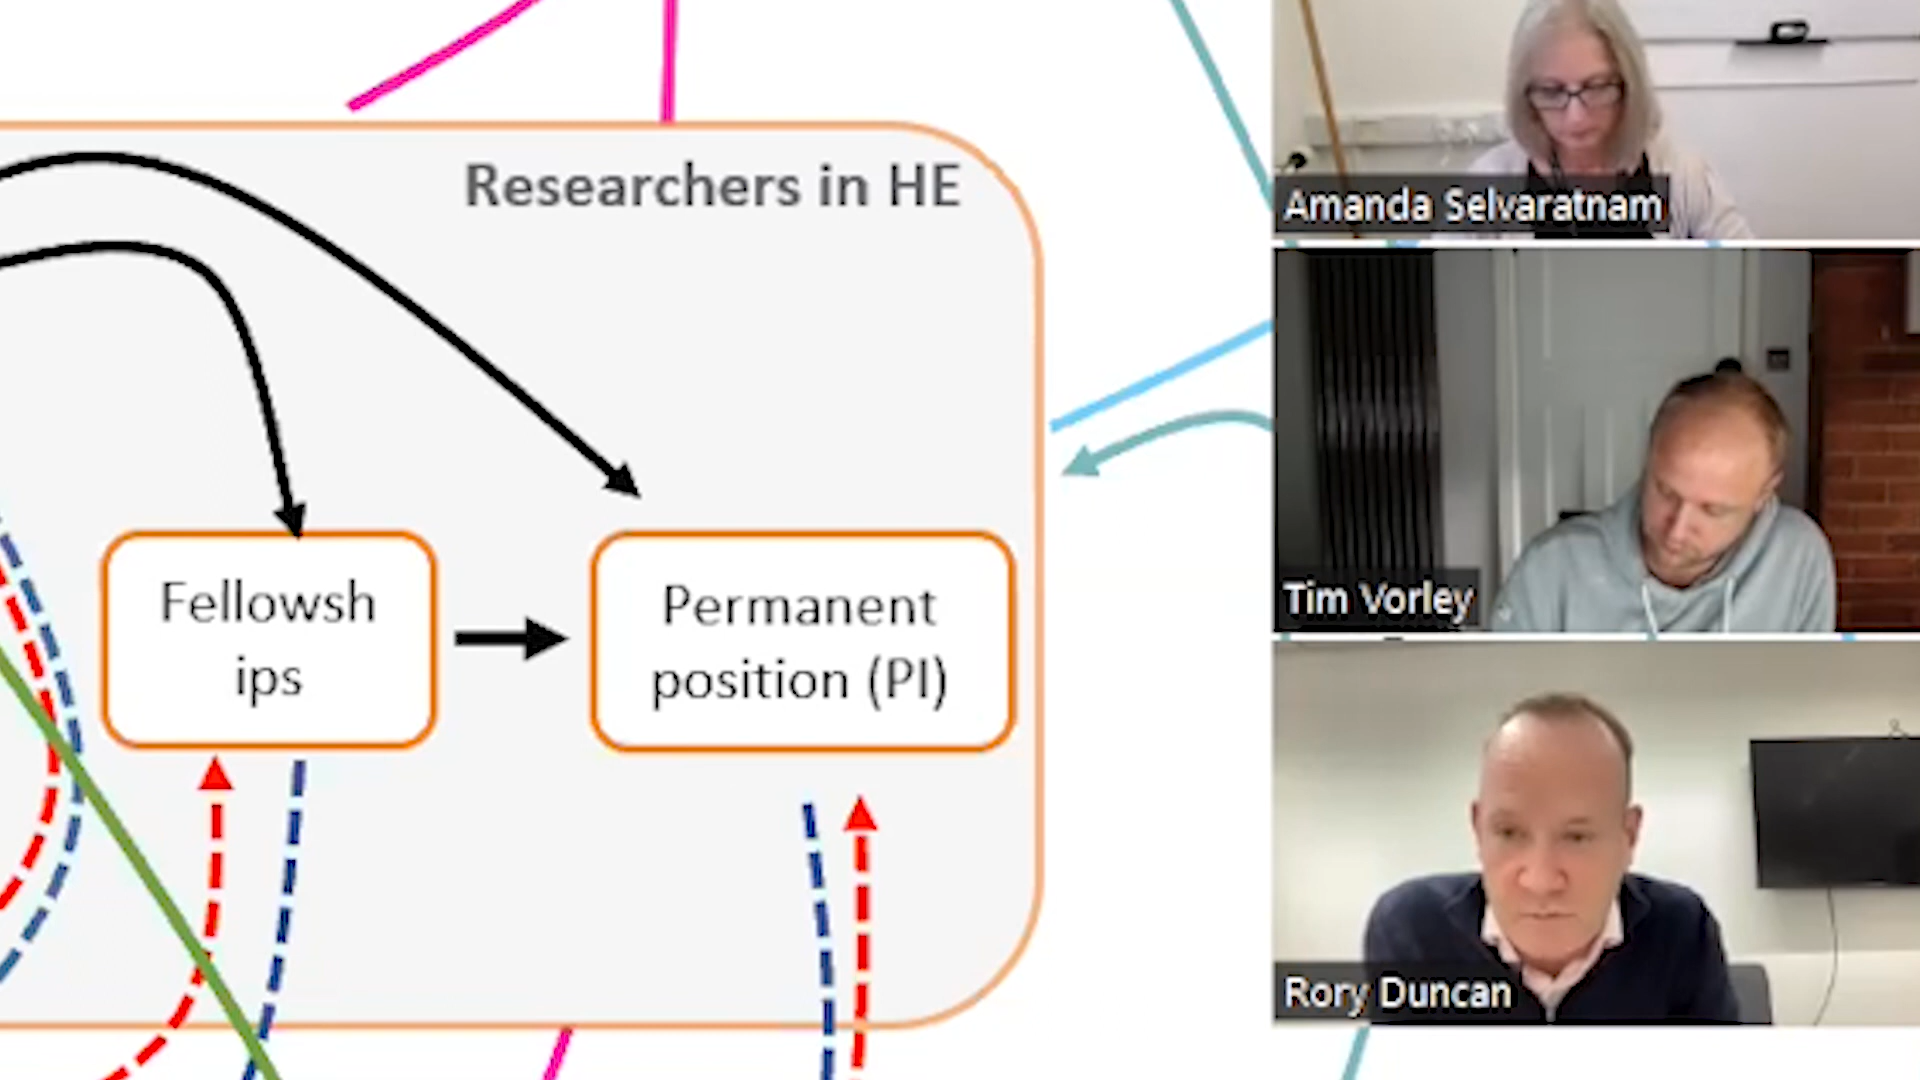 Researchers in HE
Fellowsh
ips
Permanent
position (PI)
Amanda Selvaratnam
Tim Vorley
Rory Duncan